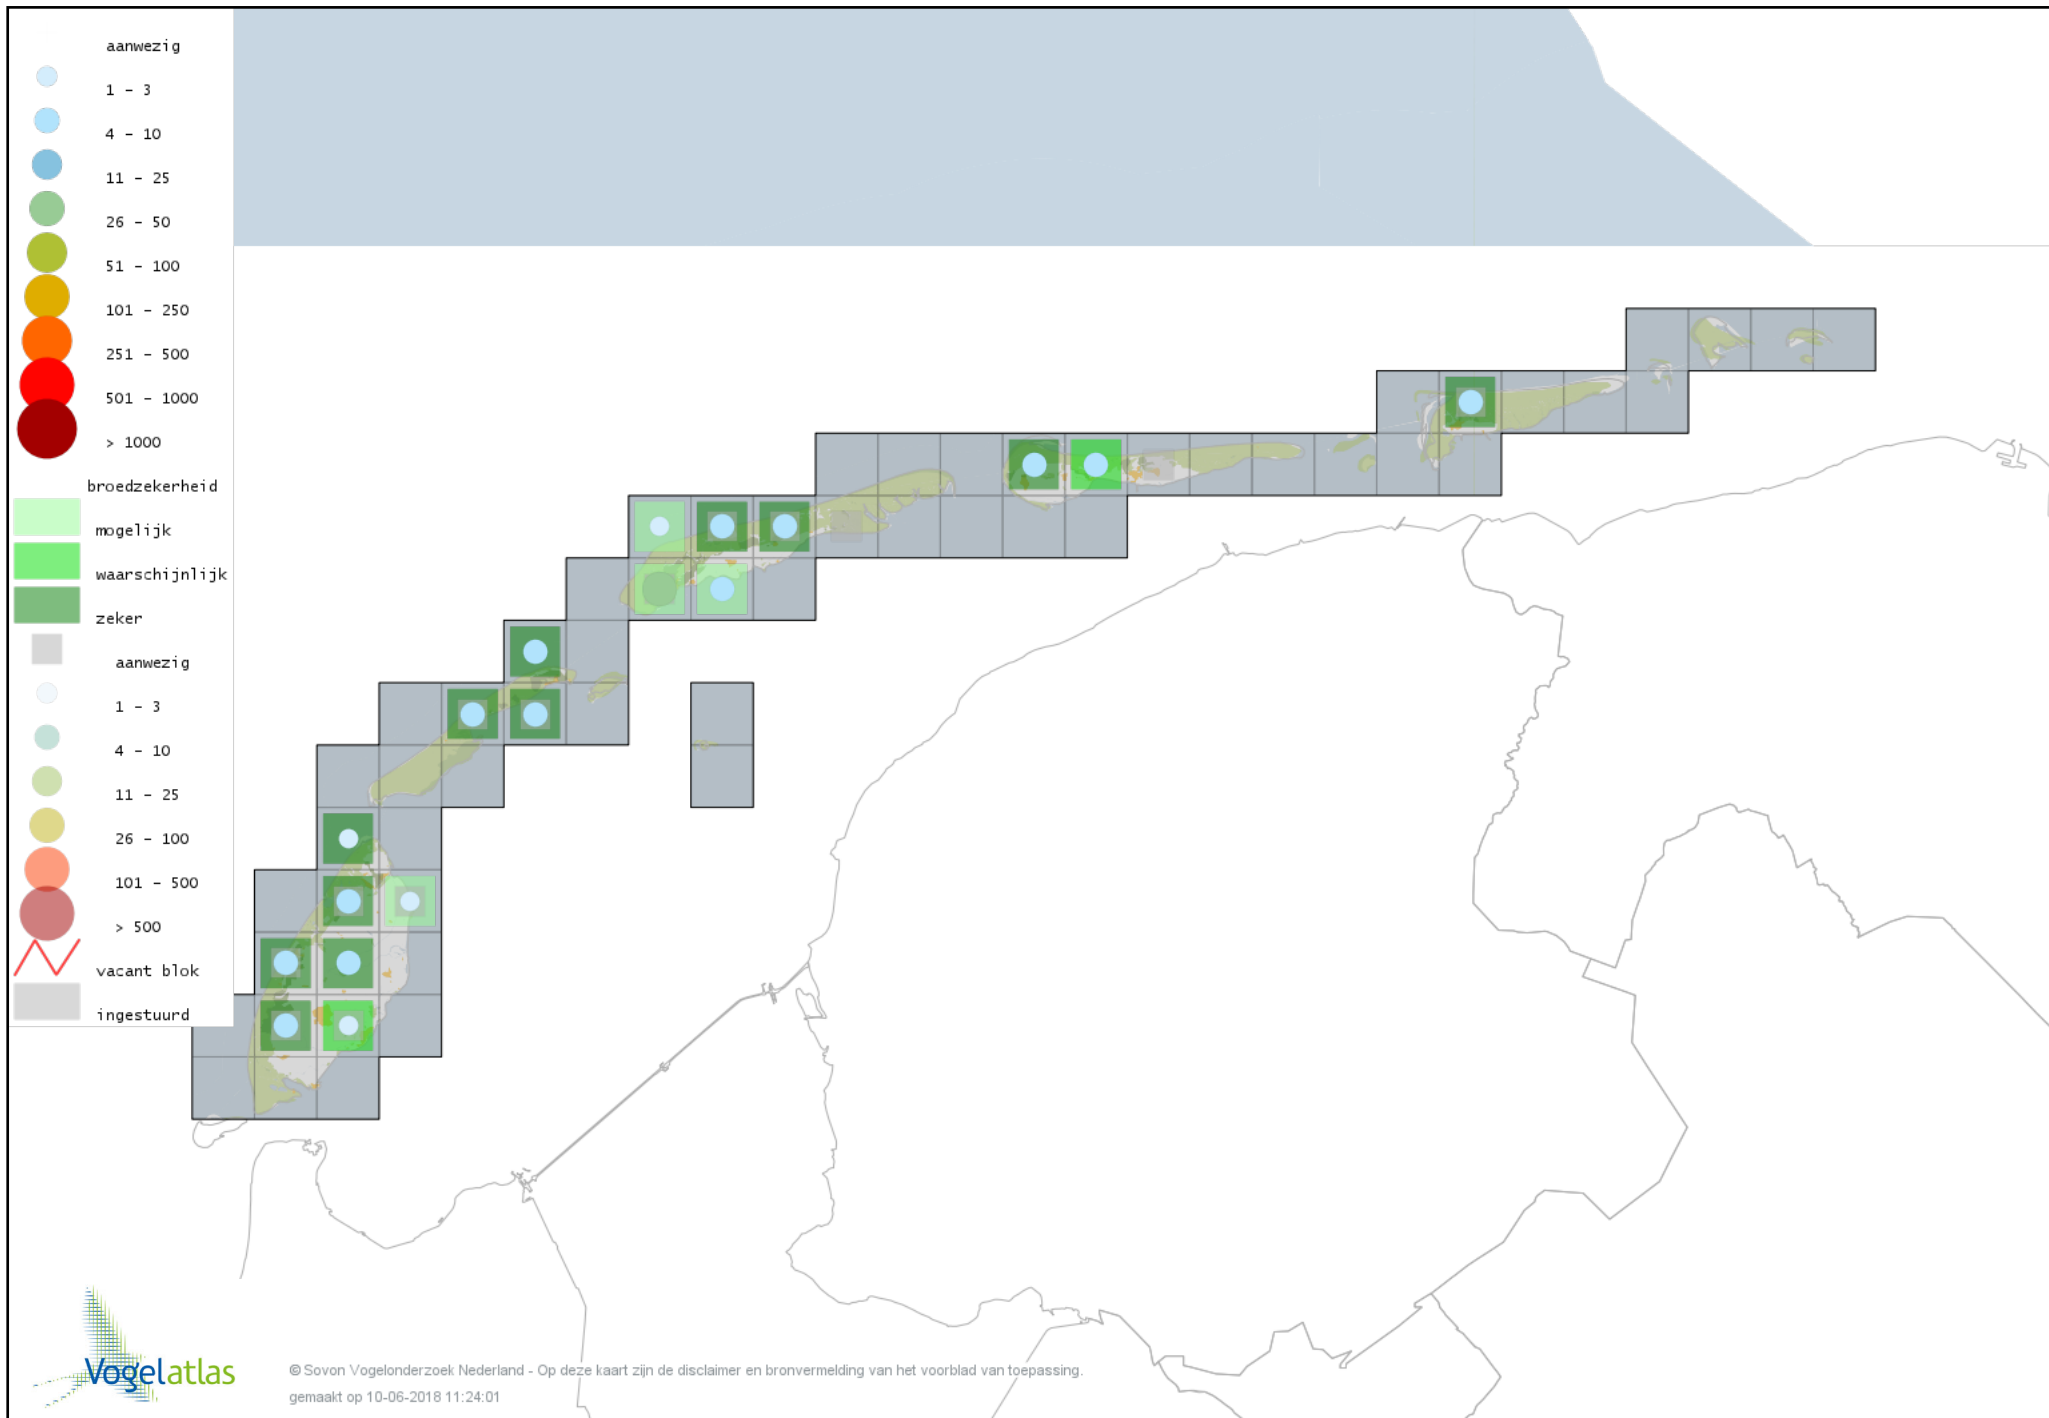 aanwezig
1 - 3
4 - 10
11 - 25
26 - 50
51 - 100
101 - 250
251 - 500
501 - 1000
> 1000
broedzekerheid
mogelijk
waarschijnlijk
zeker
aanwezig
1 - 3
4 - 10
11 - 25
26 - 100
101 - 500
> 500
vacant blok
ingestuurd
Vogelatlas
© Sovon Vogelonderzoek Nederland - Op deze kaart zijn de disclaimer en bronvermelding van het voorblad van toepassing.
gemaakt op 10-06-2018 11:24:01